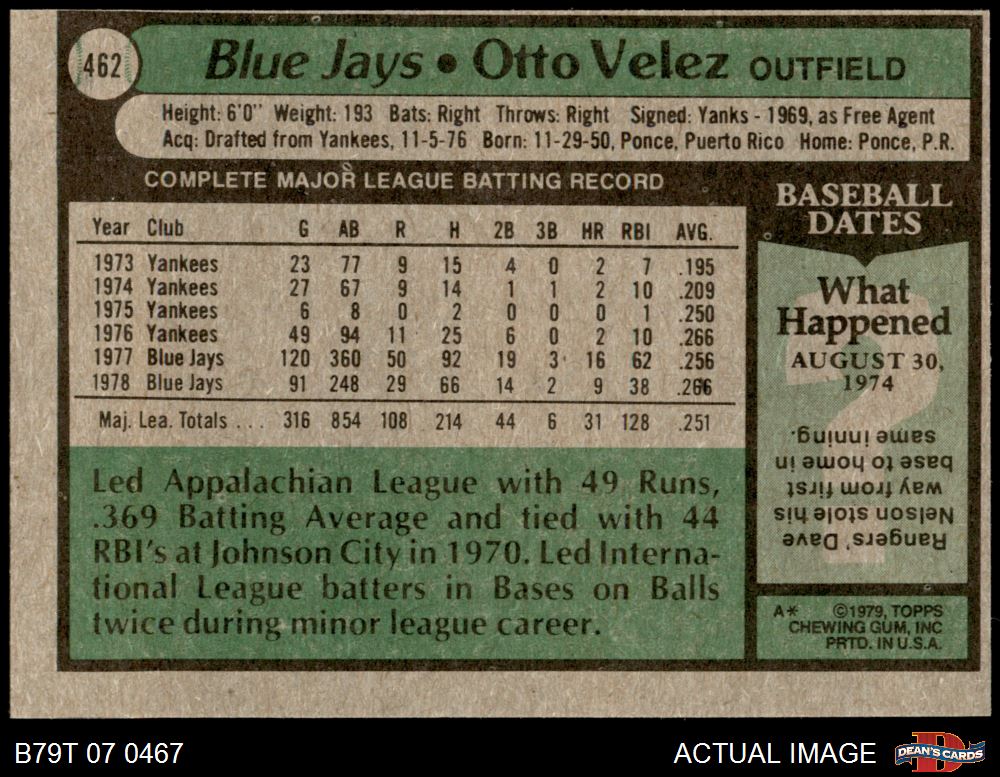 462
Blue Jays • Otto Velez OUTFIELD
Height: 6'0" Weight: 193 Bats: Right Throws: Right Signed: Yanks - 1969, as Free Agent
Acq: Drafted from Yankees, 11-5-76 Born: 11-29-50, Ponce, Puerto Rico Home: Ponce, P.R.
COMPLETE MAJOR LEAGUE BATTING RECORD
Year Club G AB R H 2B 3B HR RBI AVG.
1973 Yankees 23 77 9 15 4 0 2 7 .195
1974 Yankees 27 67 9 14 1 1 2 10 .209
1975 Yankees 6 8 0 2 0 0 0 1 .250
1976 Yankees 49 94 11 25 6 0 2 10 .266
1977 Blue Jays 120 360 50 92 19 3 16 62 .256
1978 Blue Jays 91 248 29 66 14 2 9 38 .266
Maj. Lea. Totals . . . 316 854 108 214 44 6 31 128 .251
Led Appalachian League with 49 Runs,
.369 Batting Average and tied with 44
RBI's at Johnson City in 1970. Led Interna-
tional League batters in Bases on Balls
twice during minor league career.
BASEBALL
DATES
?
What
Happened
AUGUST 30,
1974
Rangers' Dave
Nelson stole his
way from first
base to home in
same inning.
A* ©1979, TOPPS
CHEWING GUM, INC
PRTD. IN U.S.A.
B79T 07 0467
ACTUAL IMAGE
D
DEAN'S CARDS